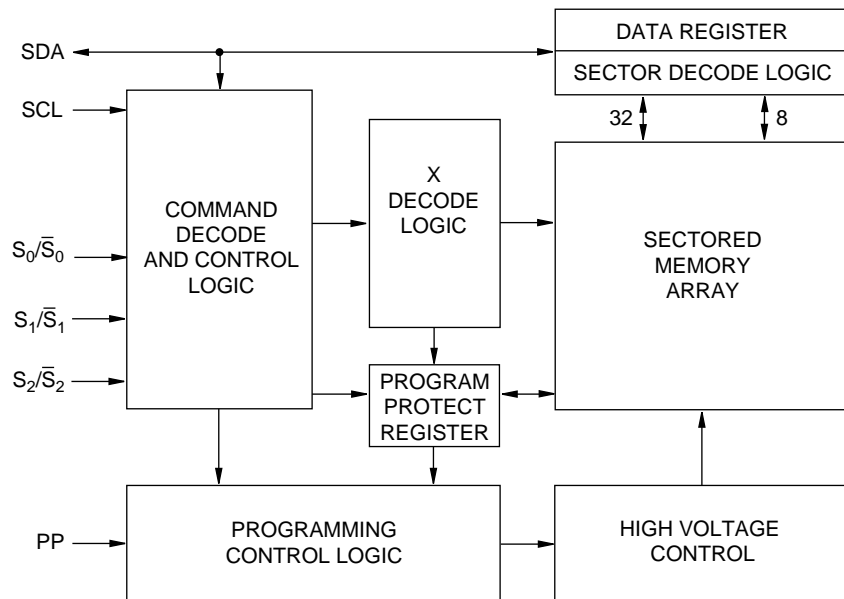 SDA
DATA REGISTER
SECTOR DECODE LOGIC
SCL
32
8
X
DECODE
LOGIC
COMMAND
DECODE
AND CONTROL
LOGIC
SECTORED
MEMORY
ARRAY
S₀/S̅₀
S₁/S̅₁
S₂/S̅₂
PROGRAM
PROTECT
REGISTER
PP
PROGRAMMING
CONTROL LOGIC
HIGH VOLTAGE
CONTROL